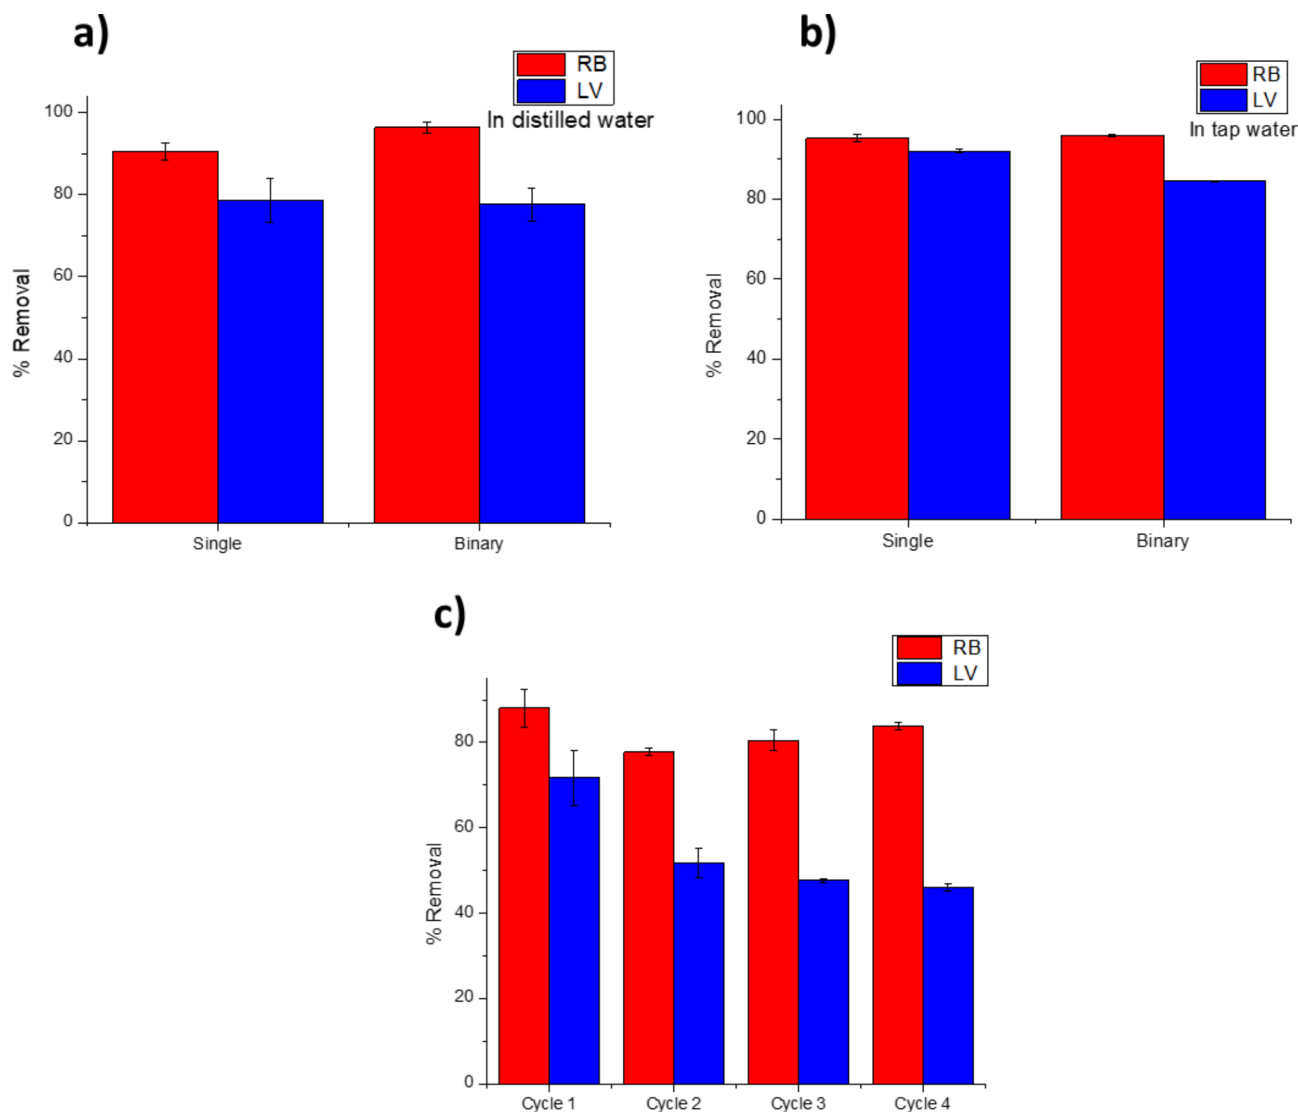 a)
RB
LV
In distilled water
100
80
60
40
20
0
% Removal
Single
Binary
b)
RB
LV
In tap water
100
80
60
40
20
0
% Removal
Single
Binary
c)
RB
LV
80
60
40
20
0
% Removal
Cycle 1
Cycle 2
Cycle 3
Cycle 4